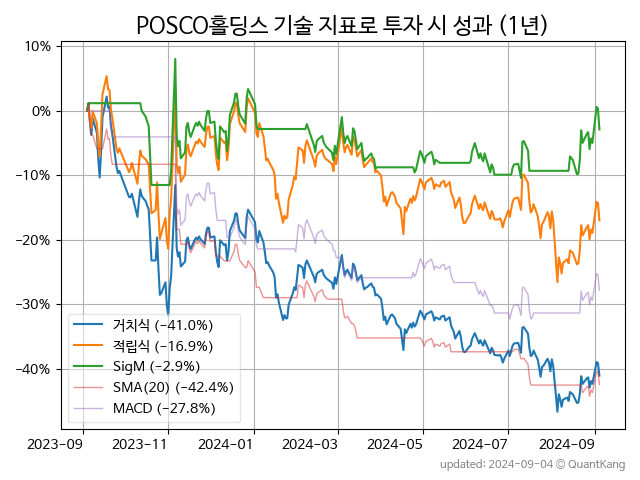 POSCO홀딩스 기술 지표로 투자 시 성과 (1년)
10%
0%
−10%
−20%
−30%
−40%
거치식 (−41.0%)
적립식 (−16.9%)
SigM (−2.9%)
SMA(20) (−42.4%)
MACD (−27.8%)
2023-09 2023-11 2024-01 2024-03 2024-05 2024-07 2024-09
updated: 2024-09-04 © QuantKang